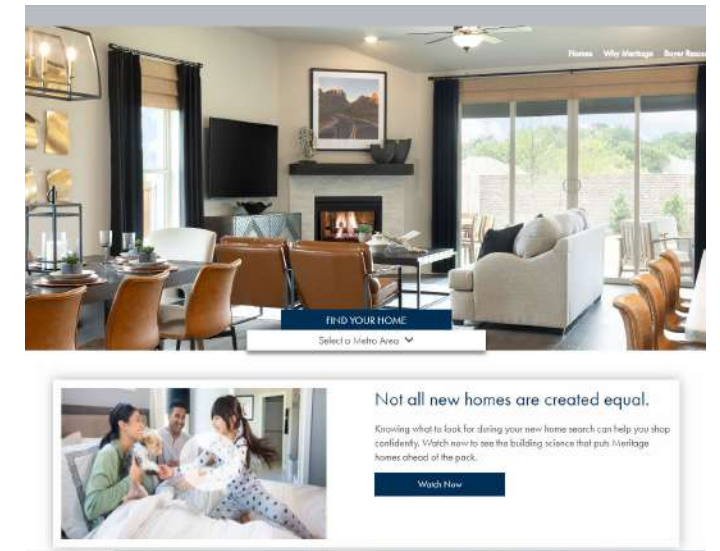 Homes Why Meritage Buyer
FIND YOUR HOME
Select a Metro Area
Not all new homes are created equal.
Knowing what to look for during your new home search can help you shop
confidently. Watch now to see the building science that puts Meritage
homes ahead of the pack.
Watch Now